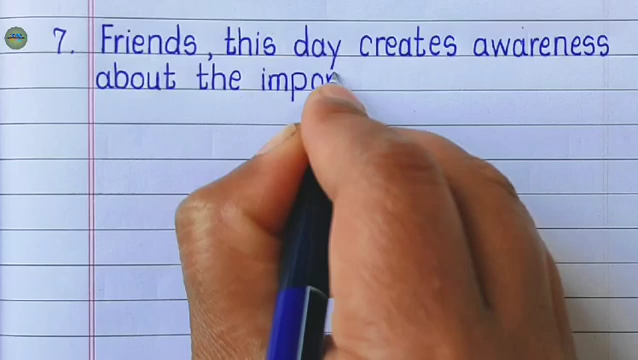 7. Friends, this day creates awareness
about the impor